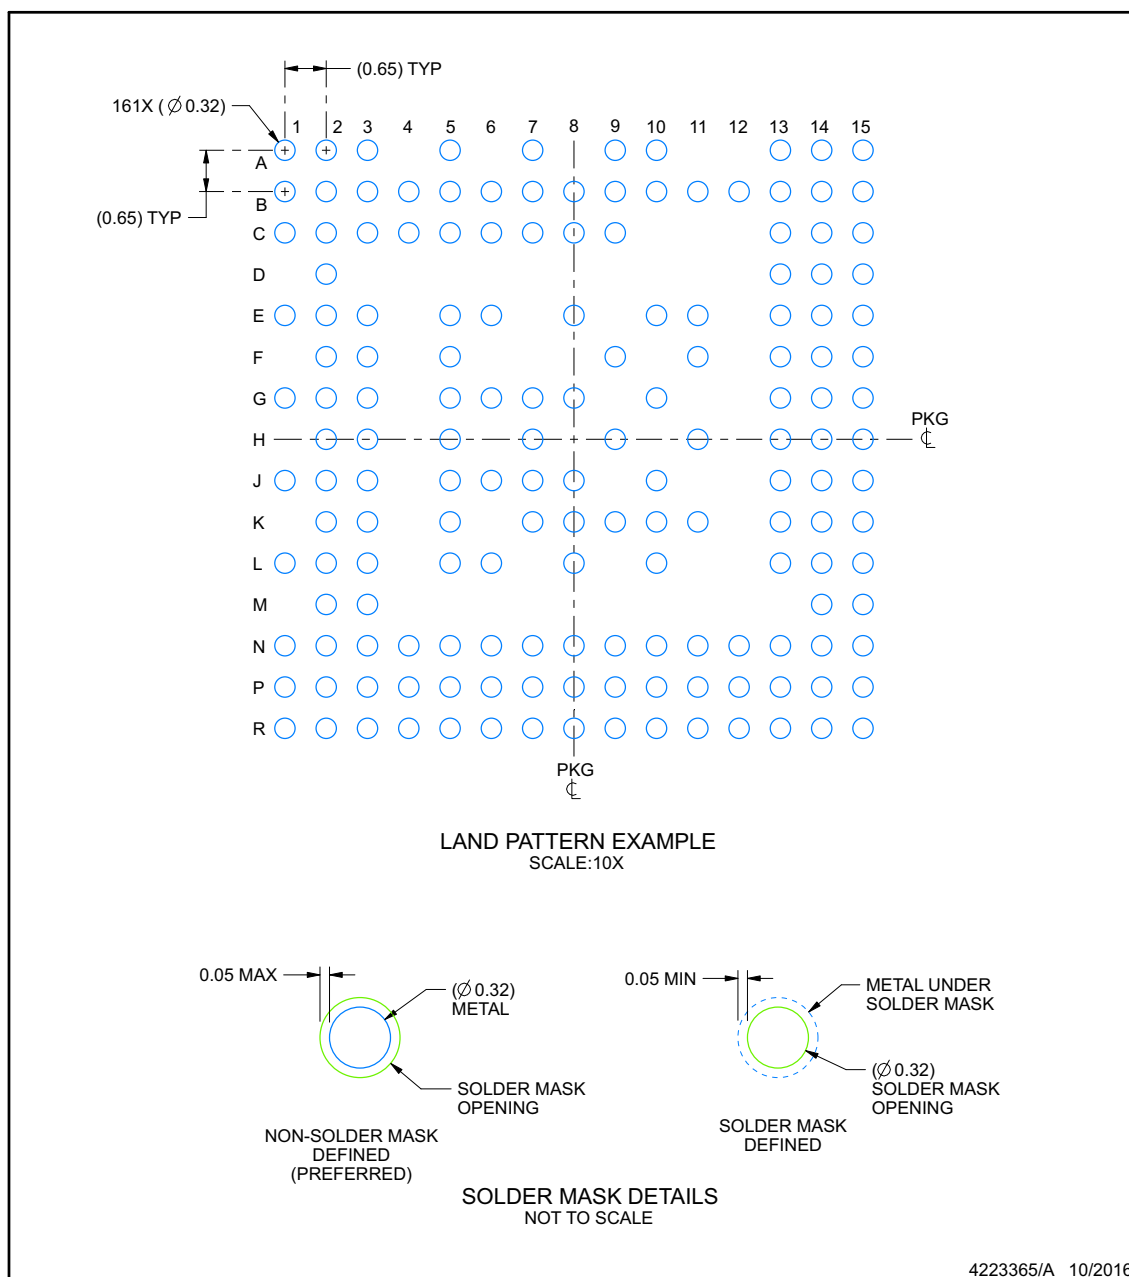 (0.65) TYP
161X ( ∅ 0.32)
1 2 3 4 5 6 7 8 9 10 11 12 13 14 15
A
B
(0.65) TYP
C
D
E
F
G
PKG
H
J
K
L
M
N
P
R
PKG
LAND PATTERN EXAMPLE
SCALE:10X
0.05 MAX
(∅ 0.32)
METAL
SOLDER MASK
OPENING
NON-SOLDER MASK
DEFINED
(PREFERRED)
0.05 MIN
METAL UNDER
SOLDER MASK
(∅ 0.32)
SOLDER MASK
OPENING
SOLDER MASK
DEFINED
SOLDER MASK DETAILS
NOT TO SCALE
4223365/A 10/2016